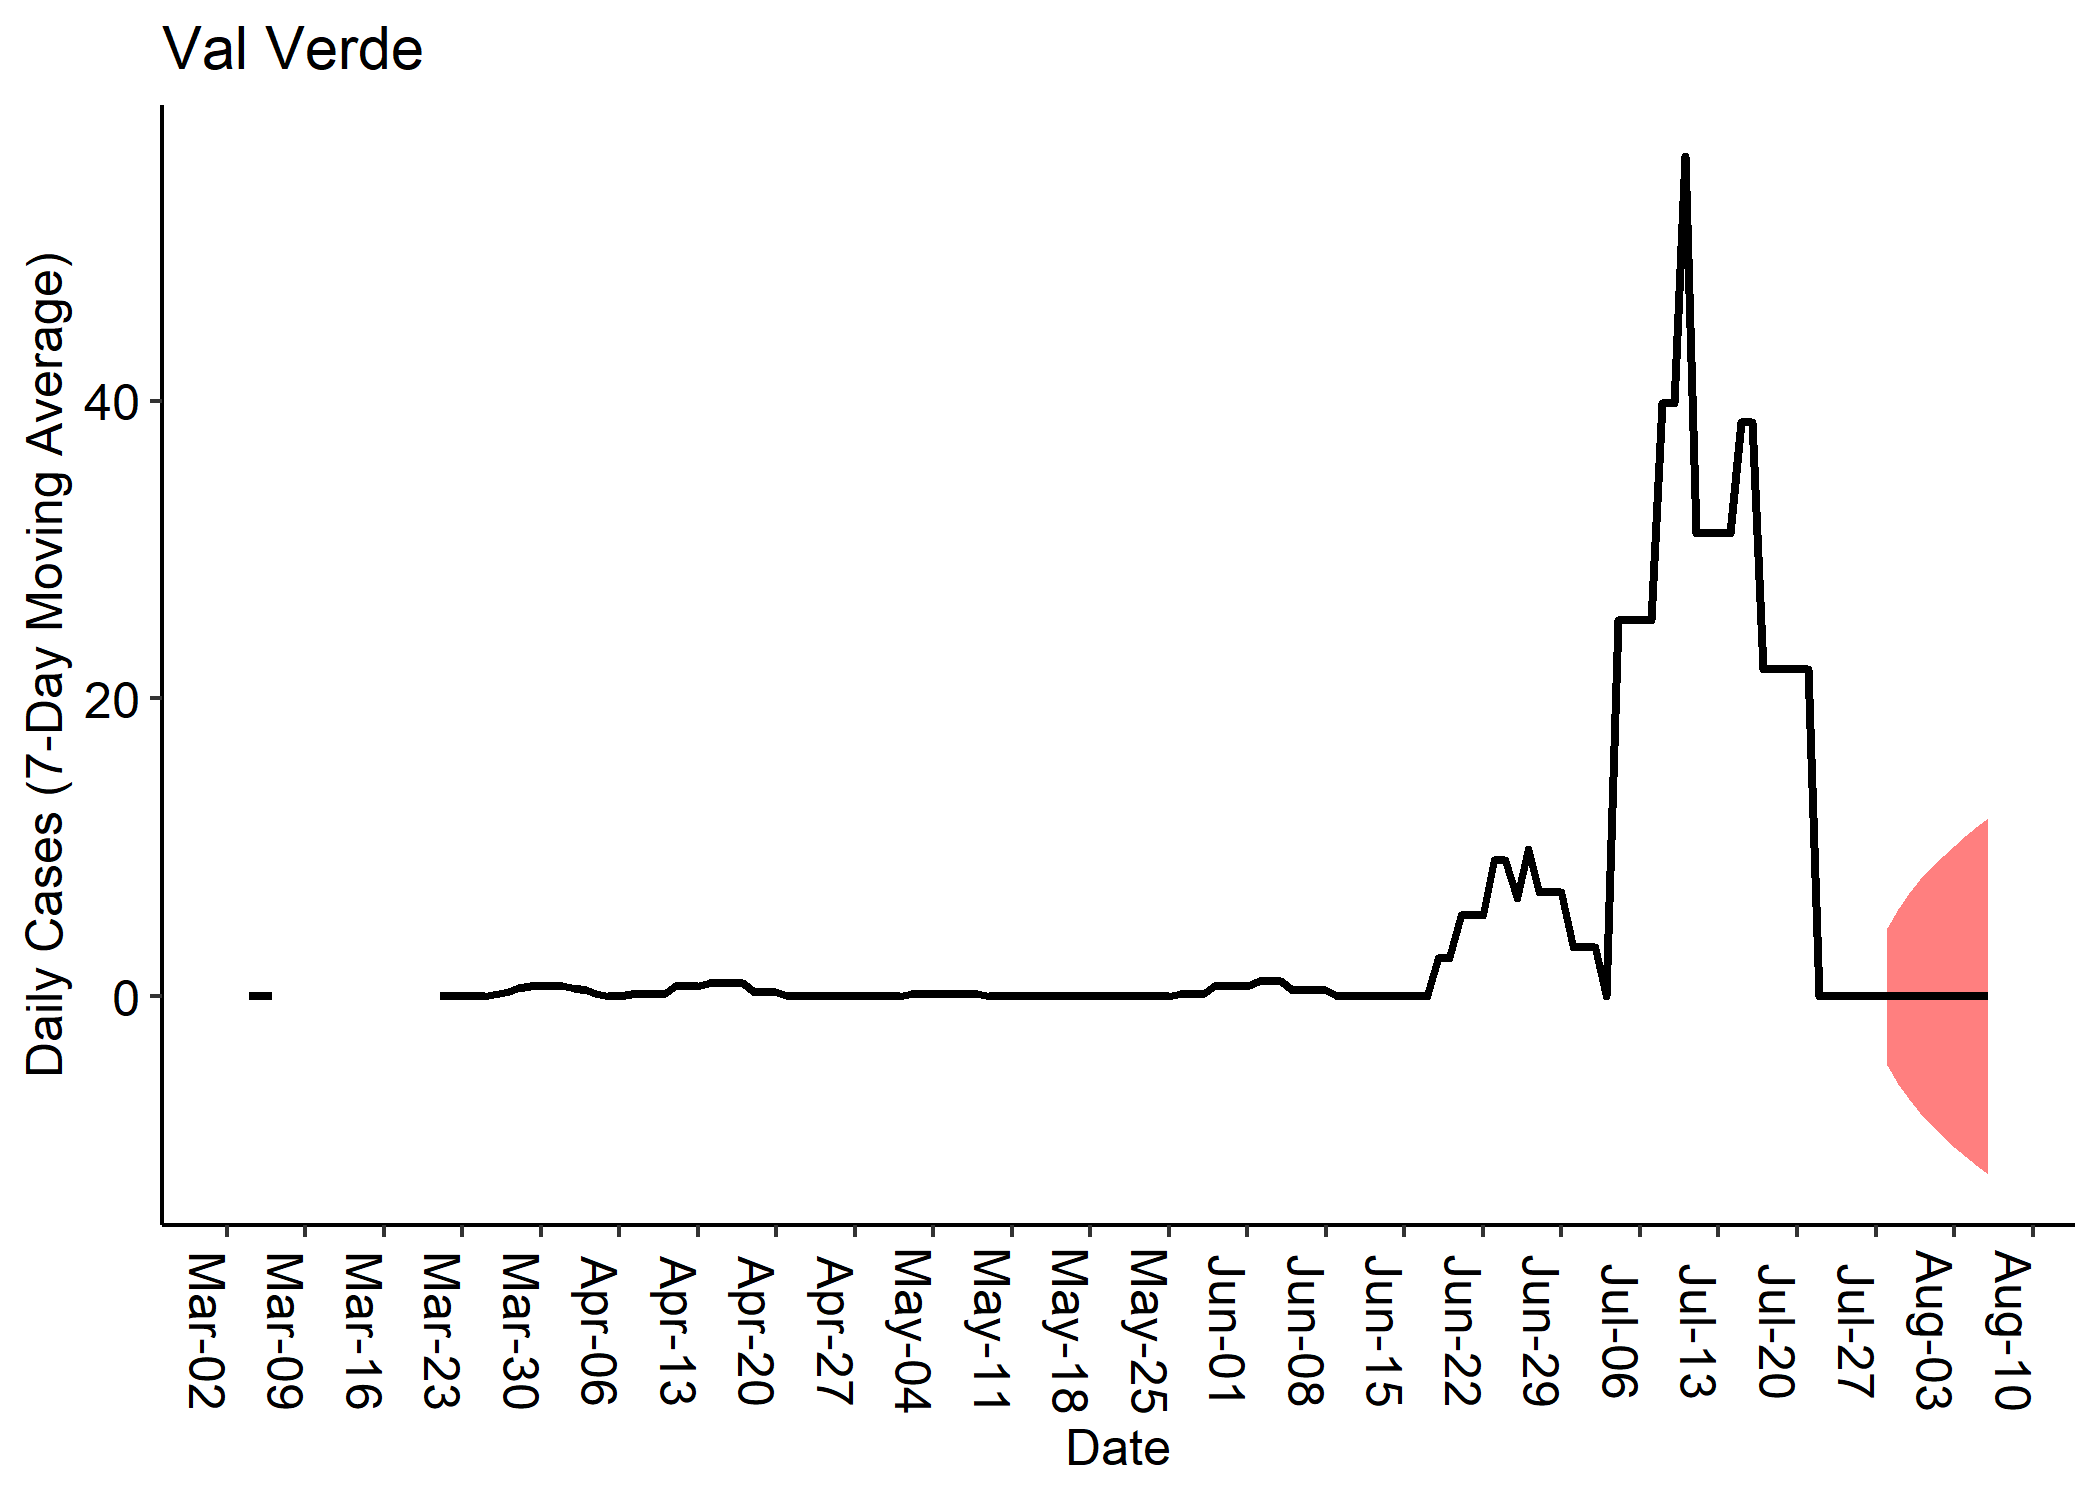 Val Verde
Daily Cases (7-Day Moving Average)
40
20
0
Mar-02
Mar-09
Mar-16
Mar-23
Mar-30
Apr-06
Apr-13
Apr-20
Apr-27
May-04
May-11
May-18
May-25
Jun-01
Jun-08
Jun-15
Jun-22
Jun-29
Jul-06
Jul-13
Jul-20
Jul-27
Aug-03
Aug-10
Date